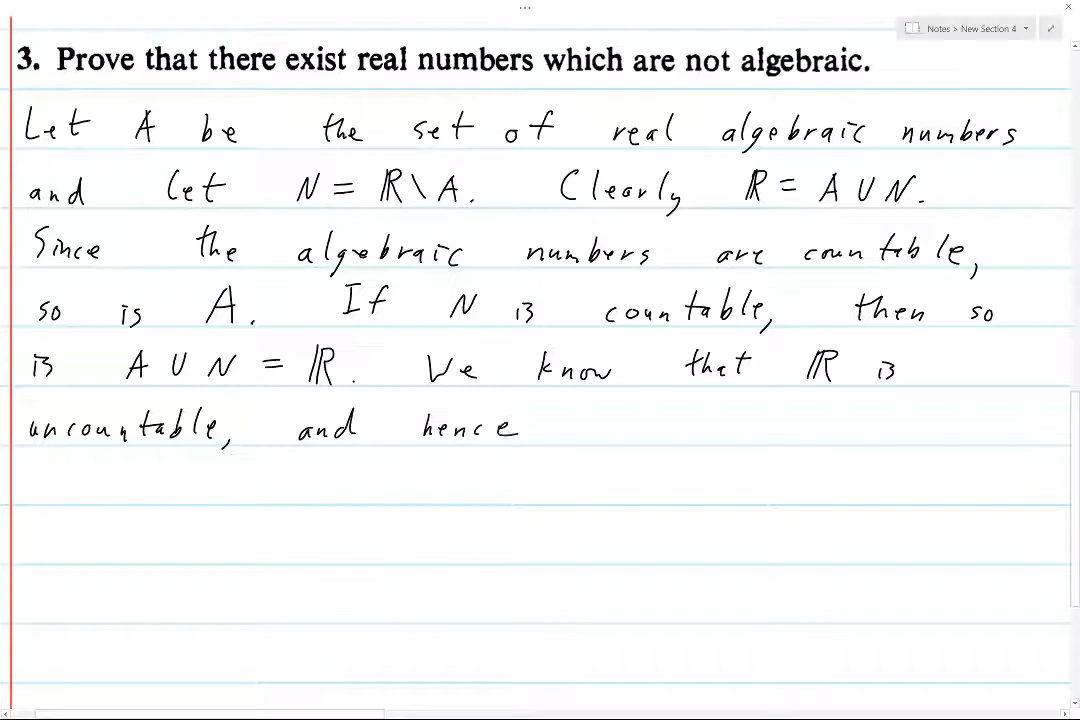 Notes > New Section 4
3. Prove that there exist real numbers which are not algebraic.
Let A be the set of real algebraic numbers
and let N = ℝ \ A. Clearly ℝ = A ∪ N.
Since the algebraic numbers are countable,
so is A. If N is countable, then so
is A ∪ N = ℝ. We know that ℝ is
uncountable, and hence